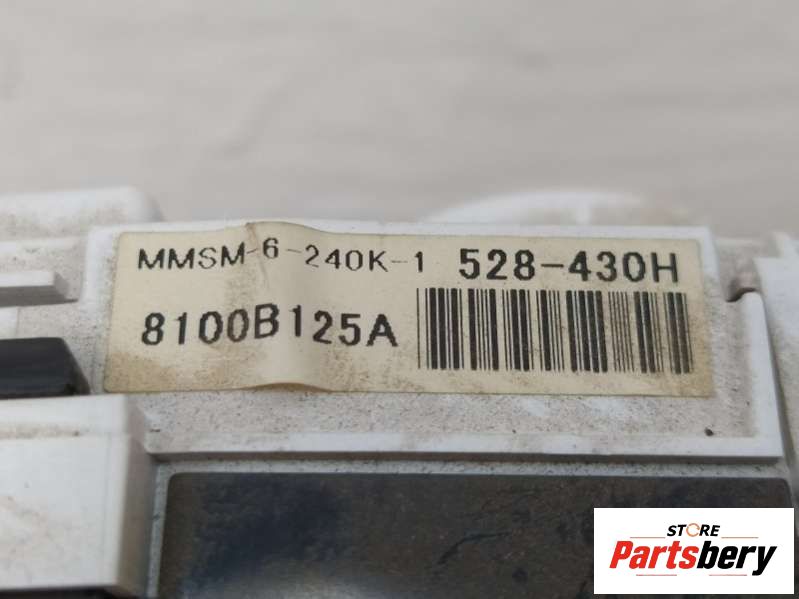 MMSM-6-240K-1 528-430H
8100B125A
STORE
Partsbery